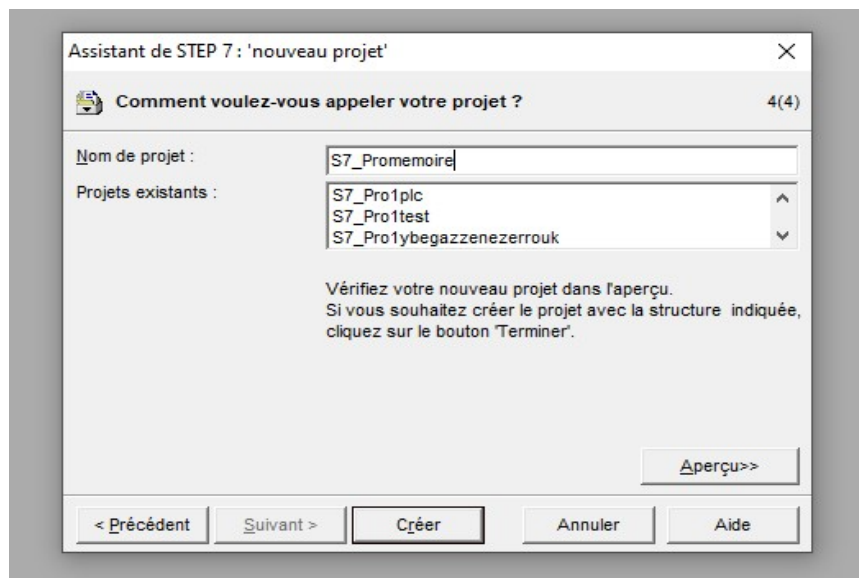 Assistant de STEP 7 : 'nouveau projet'
Comment voulez-vous appeler votre projet ? 4(4)
Nom de projet : S7_Promemoire
Projets existants : S7_Pro1plc
S7_Pro1test
S7_Pro1ybegazzenezerrouk
Vérifiez votre nouveau projet dans l'aperçu.
Si vous souhaitez créer le projet avec la structure indiquée,
cliquez sur le bouton 'Terminer'.
Aperçu>>
< Précédent Suivant > Créer Annuler Aide